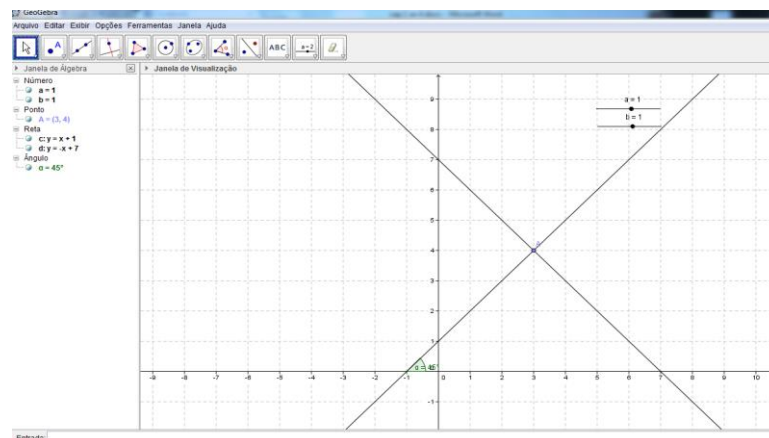 GeoGebra
Arquivo Editar Exibir Opções Ferramentas Janela Ajuda
A
ABC
a=2
Janela de Álgebra
Janela de Visualização
Número
a = 1
b = 1
Ponto
A = (3, 4)
Reta
c: y = x + 1
d: y = -x + 7
Ângulo
α = 45°
a = 1
b = 1
9
8
7
6
5
4
A
3
2
1
α = 45°
-9 -8 -7 -6 -5 -4 -3 -2 -1 0 1 2 3 4 5 6 7 8 9 10
-1
Entrada: